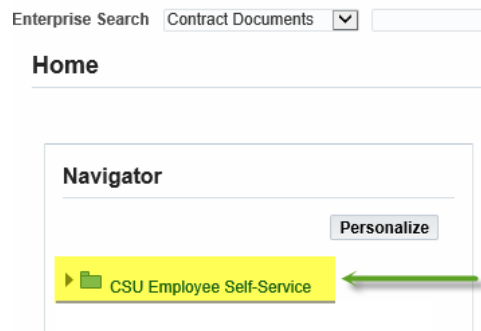 Enterprise Search Contract Documents
Home
Navigator
Personalize
CSU Employee Self-Service